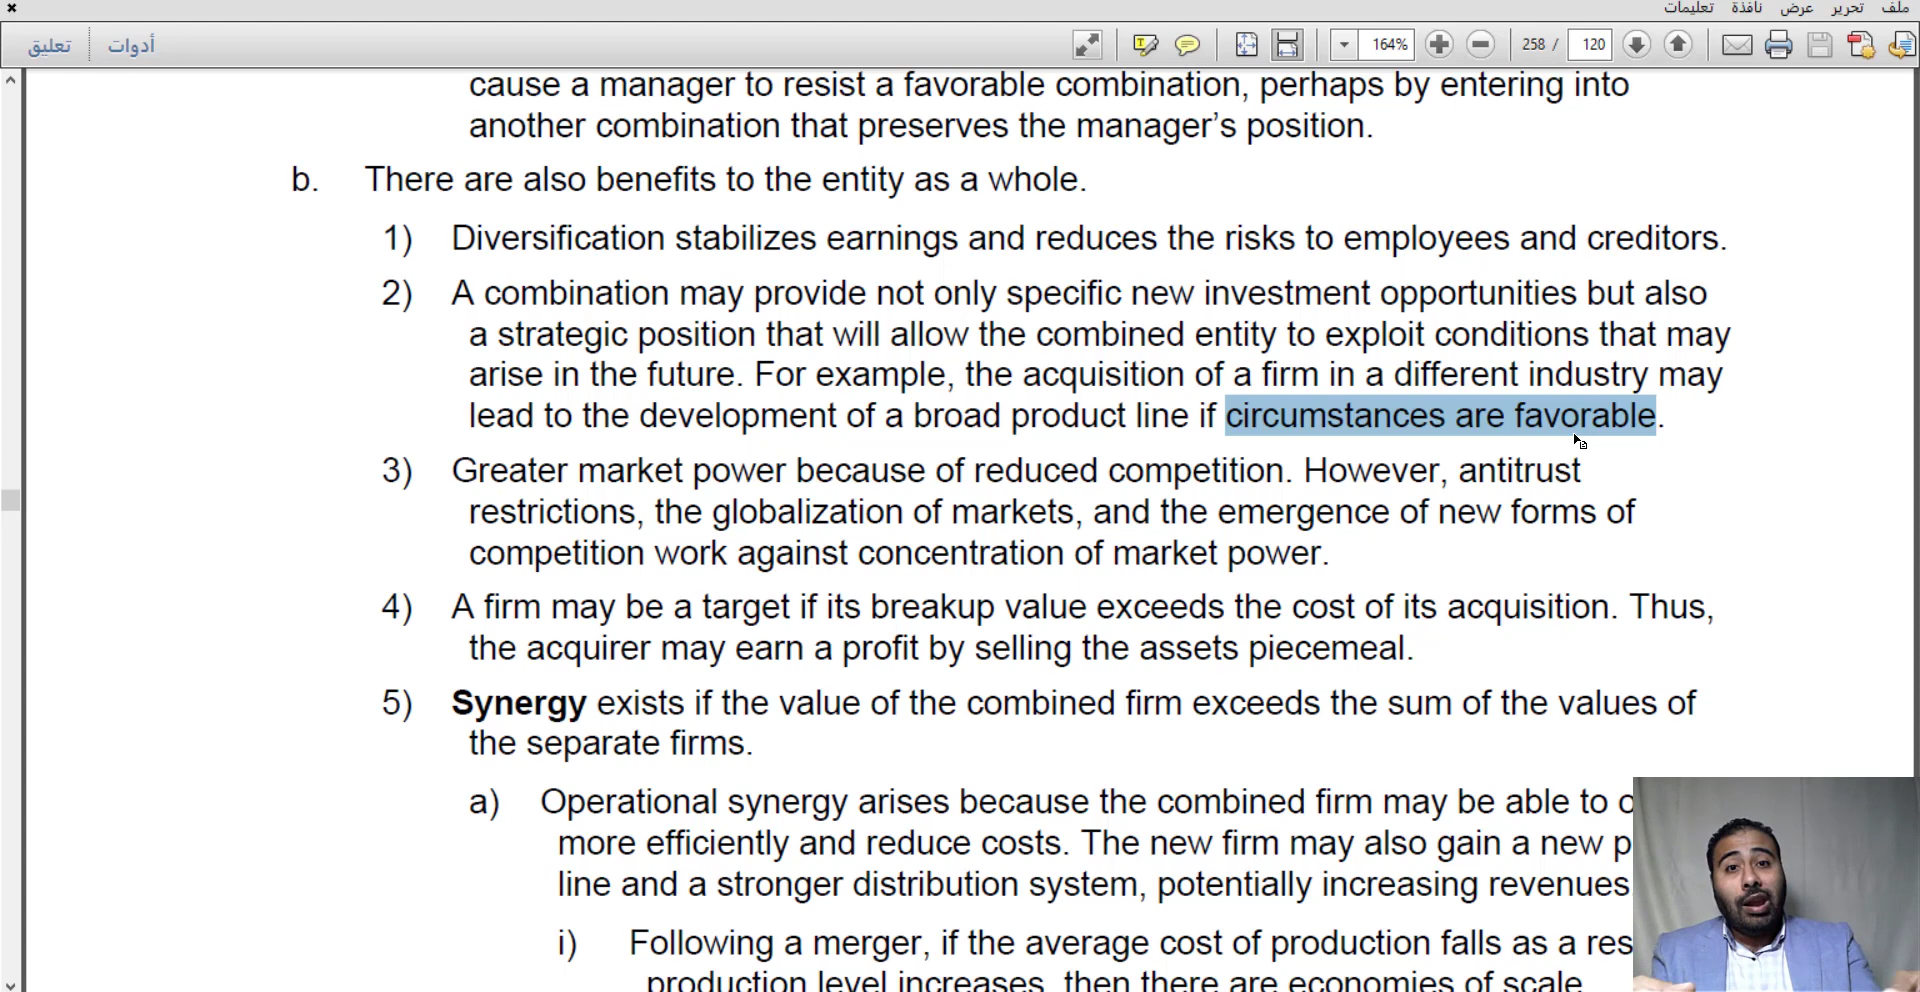 ملف تحرير عرض نافذة تعليمات
أدوات تعليق
164% 258 / 120
cause a manager to resist a favorable combination, perhaps by entering into
another combination that preserves the manager's position.
b. There are also benefits to the entity as a whole.
1) Diversification stabilizes earnings and reduces the risks to employees and creditors.
2) A combination may provide not only specific new investment opportunities but also
a strategic position that will allow the combined entity to exploit conditions that may
arise in the future. For example, the acquisition of a firm in a different industry may
lead to the development of a broad product line if circumstances are favorable.
3) Greater market power because of reduced competition. However, antitrust
restrictions, the globalization of markets, and the emergence of new forms of
competition work against concentration of market power.
4) A firm may be a target if its breakup value exceeds the cost of its acquisition. Thus,
the acquirer may earn a profit by selling the assets piecemeal.
5) Synergy exists if the value of the combined firm exceeds the sum of the values of
the separate firms.
a) Operational synergy arises because the combined firm may be able to
more efficiently and reduce costs. The new firm may also gain a new
line and a stronger distribution system, potentially increasing revenues
i) Following a merger, if the average cost of production falls as a
production level increases, then there are economies of scale